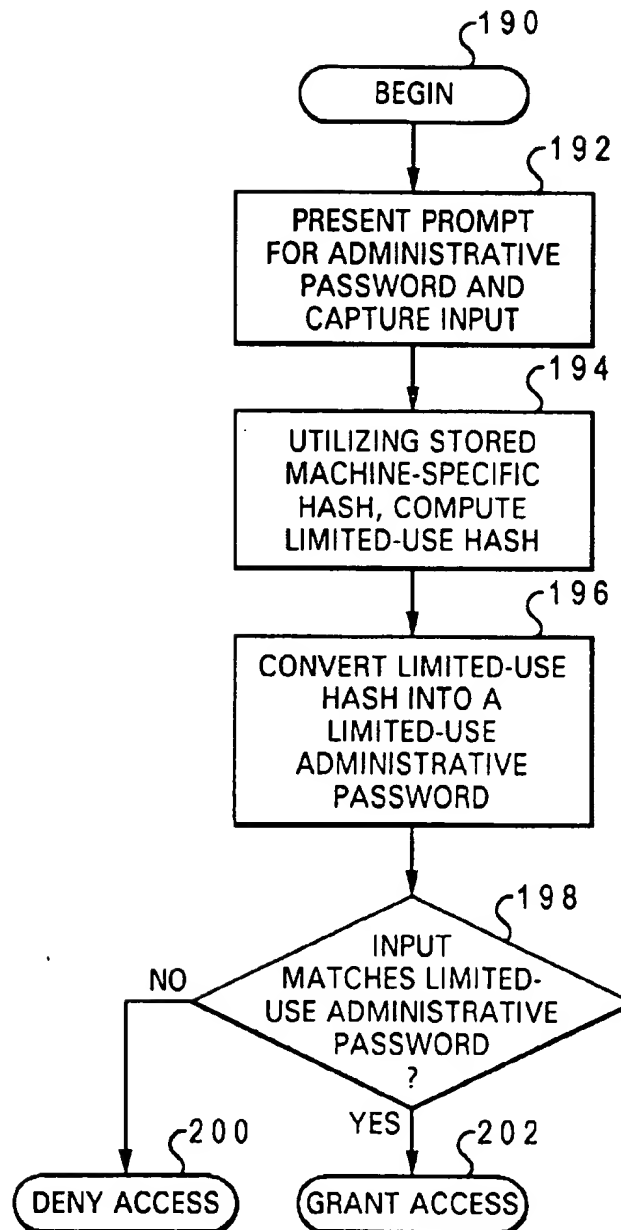 190
BEGIN
192
PRESENT PROMPT
FOR ADMINISTRATIVE
PASSWORD AND
CAPTURE INPUT
194
UTILIZING STORED
MACHINE-SPECIFIC
HASH, COMPUTE
LIMITED-USE HASH
196
CONVERT LIMITED-USE
HASH INTO A
LIMITED-USE
ADMINISTRATIVE
PASSWORD
198
INPUT
MATCHES LIMITED-
USE ADMINISTRATIVE
PASSWORD
?
NO
YES
200
DENY ACCESS
202
GRANT ACCESS